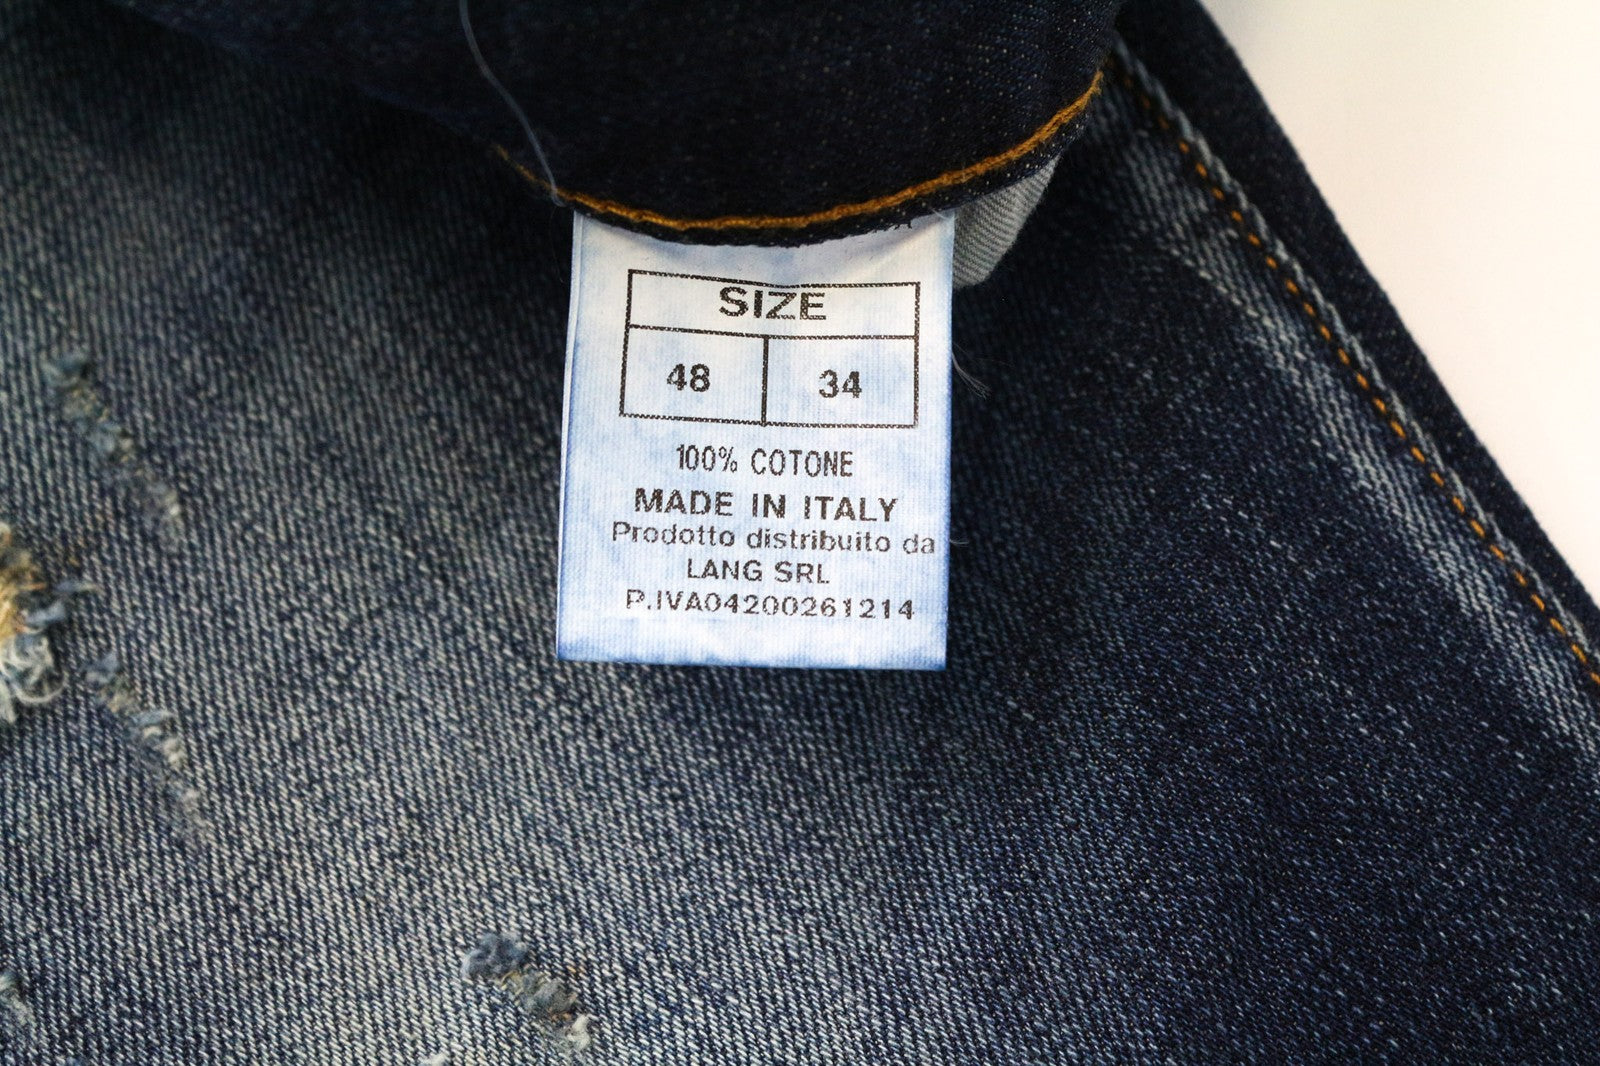 SIZE
48 34
100% COTONE
MADE IN ITALY
Prodotto distribuito da
LANG SRL
P.IVA04200261214